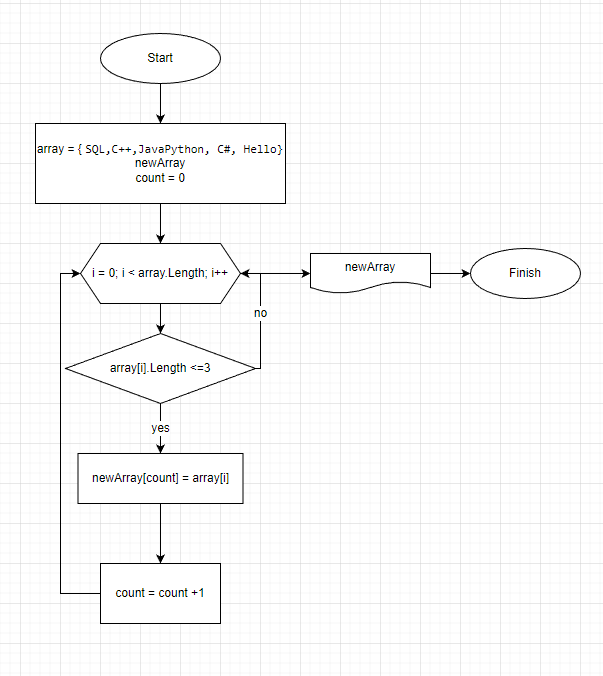 Start
array = { SQL,C++,JavaPython, C#, Hello}
newArray
count = 0
i = 0; i < array.Length; i++
newArray
Finish
no
array[i].Length <=3
yes
newArray[count] = array[i]
count = count +1